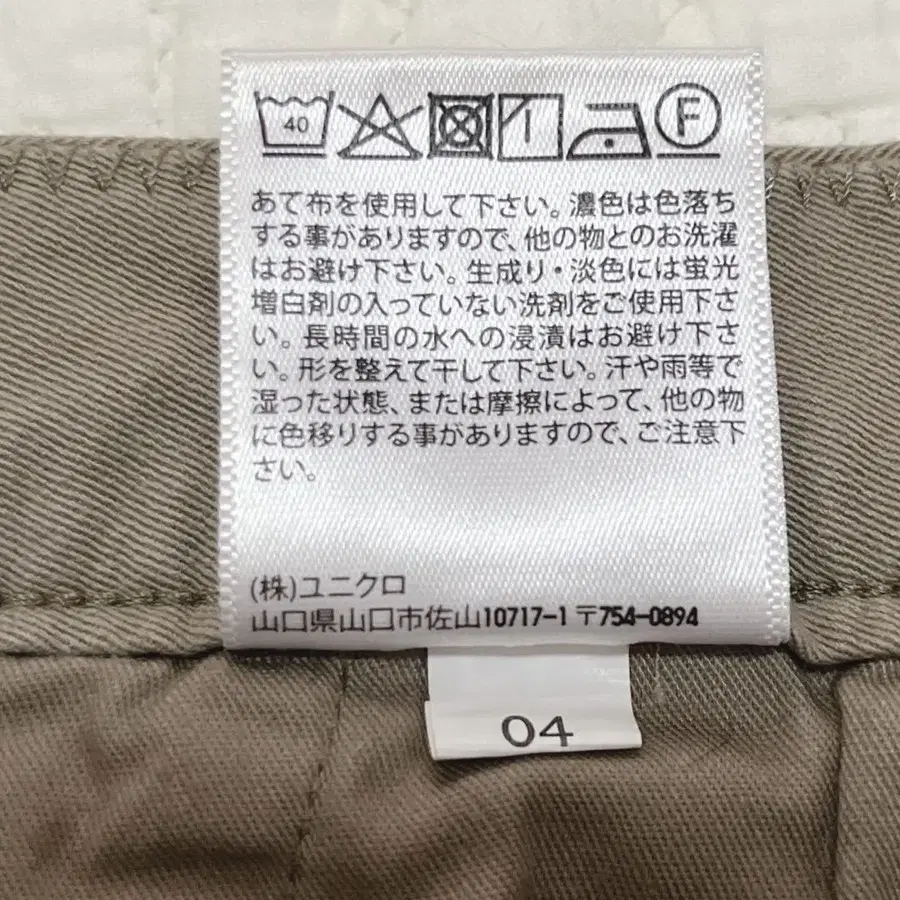 40 F
あて布を使用して下さい。濃色は色落ち
する事がありますので、他の物とのお洗濯
はお避け下さい。生成り・淡色には蛍光
増白剤の入っていない洗剤をご使用下さ
い。長時間の水への浸漬はお避け下さ
い。形を整えて干して下さい。汗や雨等で
湿った状態、または摩擦によって、他の物
に色移りする事がありますので、ご注意下
さい。
(株)ユニクロ
山口県山口市佐山10717-1 〒754-0894
04